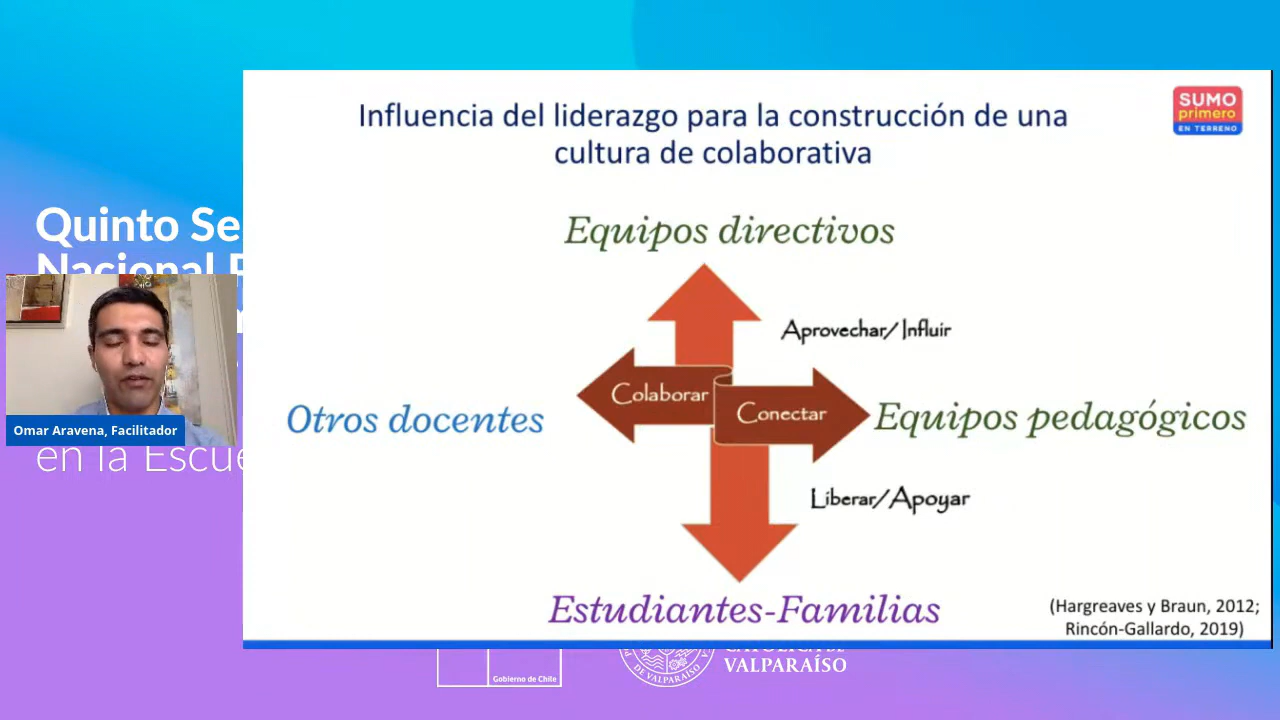 Influencia del liderazgo para la construcción de una
cultura de colaborativa
SUMO
primero
EN TERRENO
Equipos directivos
Aprovechar/Influir
Colaborar
Conectar
Otros docentes
Equipos pedagógicos
Liberar/Apoyar
Estudiantes-Familias
(Hargreaves y Braun, 2012;
Rincón-Gallardo, 2019)
Quinto Se
Nacional
Omar Aravena, Facilitador
en la Escue
Gobierno de Chile
VALPARAÍSO